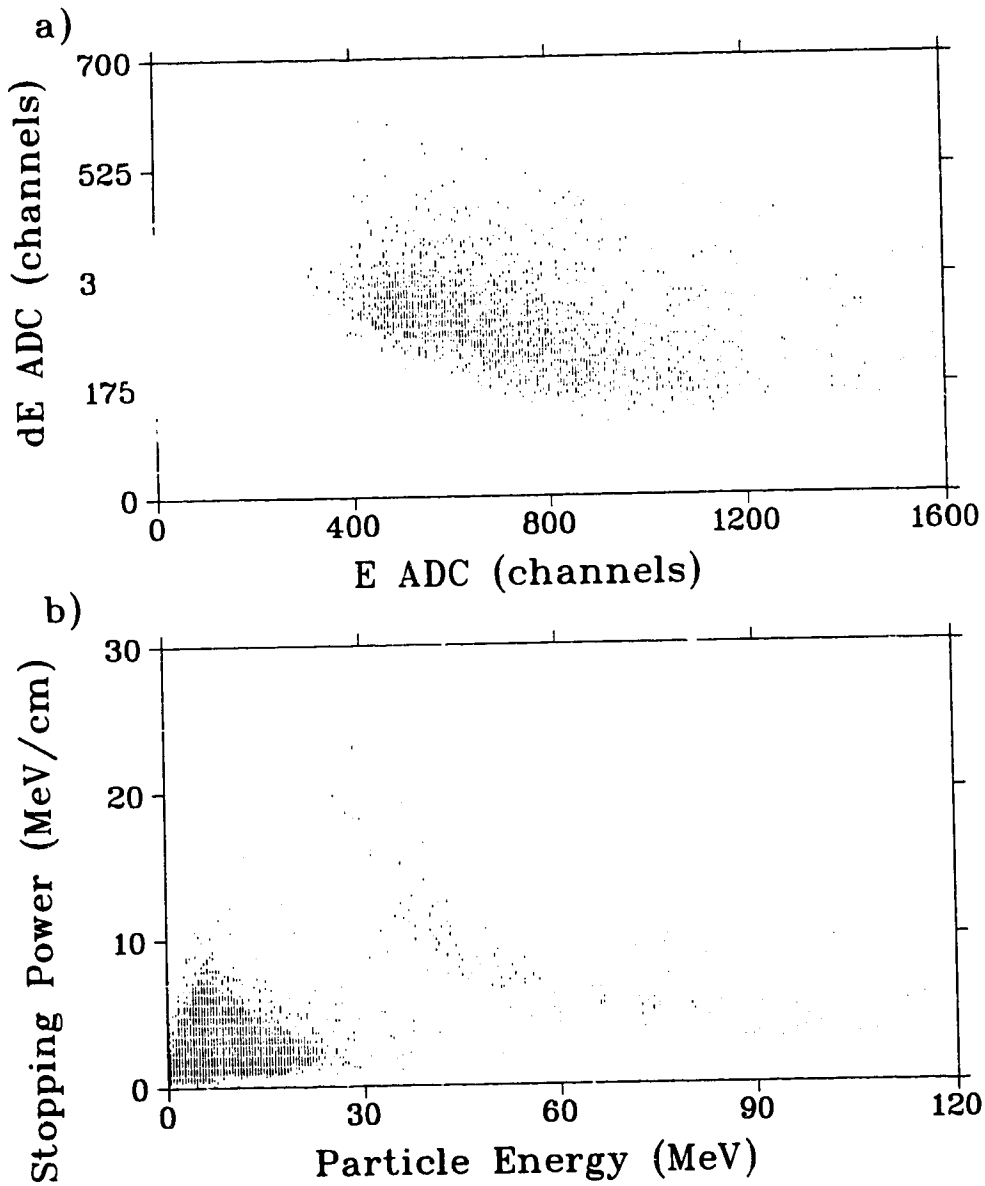 a)
dE ADC (channels)
700
525
3
175
0
0 400 800 1200 1600
E ADC (channels)
b)
Stopping Power (MeV/cm)
30
20
10
0
0 30 60 90 120
Particle Energy (MeV)